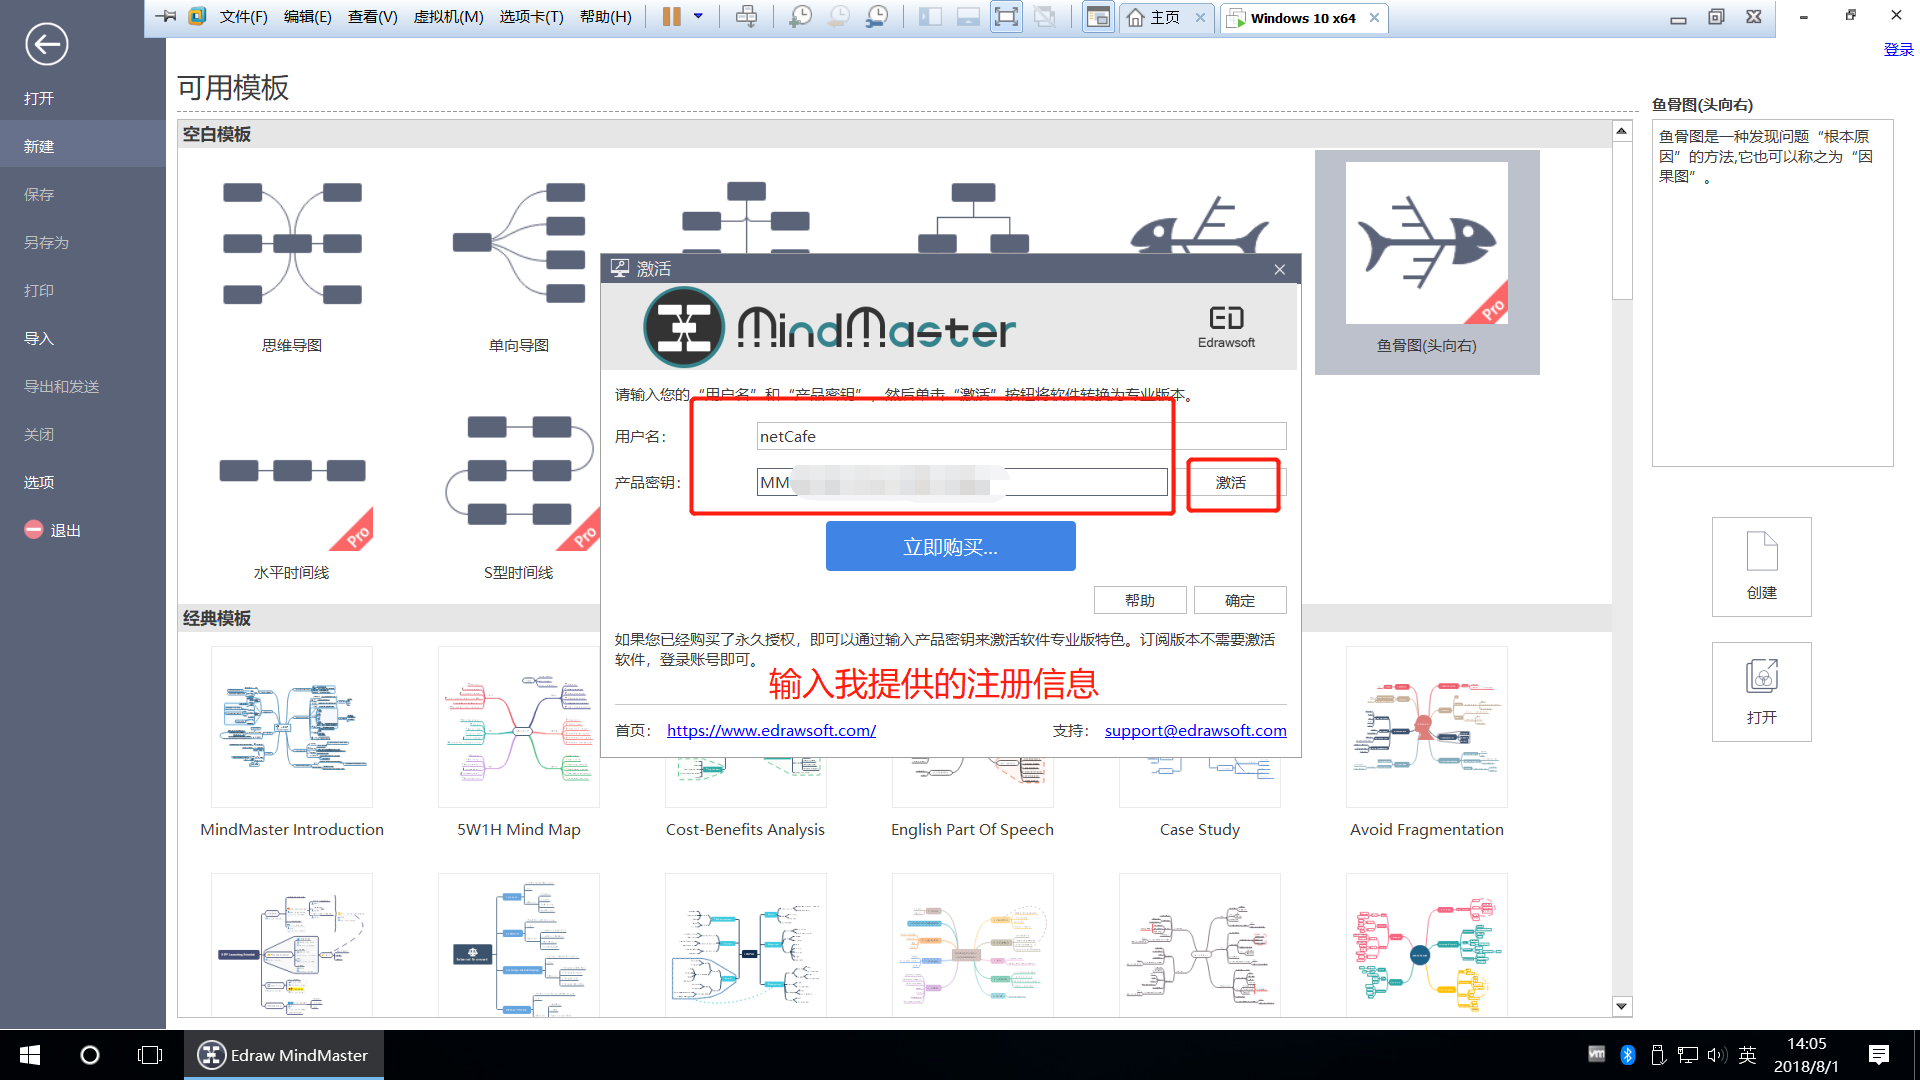 文件(F) 编辑(E) 查看(V) 虚拟机(M) 选项卡(T) 帮助(H) 主页 Windows 10 x64
登录
打开
新建
保存
另存为
打印
导入
导出和发送
关闭
选项
退出
可用模板
空白模板
思维导图
单向导图
Pro
鱼骨图(头向右)
Pro
水平时间线
Pro
S型时间线
经典模板
MindMaster Introduction
5W1H Mind Map
Cost-Benefits Analysis
English Part Of Speech
Case Study
Avoid Fragmentation
鱼骨图(头向右)
鱼骨图是一种发现问题“根本原
因”的方法,它也可以称之为“因
果图”。
创建
打开
激活
MindMaster
ED
Edrawsoft
请输入您的“用户名”和“产品密钥”，然后单击“激活”按钮将软件转换为专业版本。
用户名：
netCafe
产品密钥：
MM
激活
立即购买...
帮助
确定
如果您已经购买了永久授权，即可以通过输入产品密钥来激活软件专业版特色。订阅版本不需要激活
软件，登录账号即可。
输入我提供的注册信息
首页： https://www.edrawsoft.com/
支持： support@edrawsoft.com
Edraw MindMaster
vm
英
14:05
2018/8/1